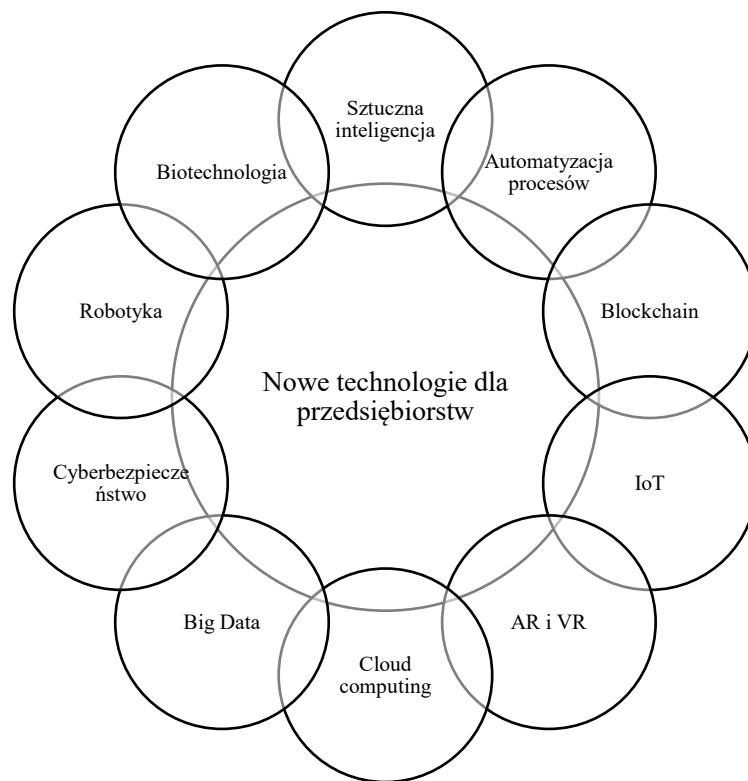 Sztuczna
inteligencja
Automatyzacja
procesów
Blockchain
IoT
AR i VR
Cloud
computing
Big Data
Cyberbezpiecze
ństwo
Robotyka
Biotechnologia
Nowe technologie dla
przedsiębiorstw